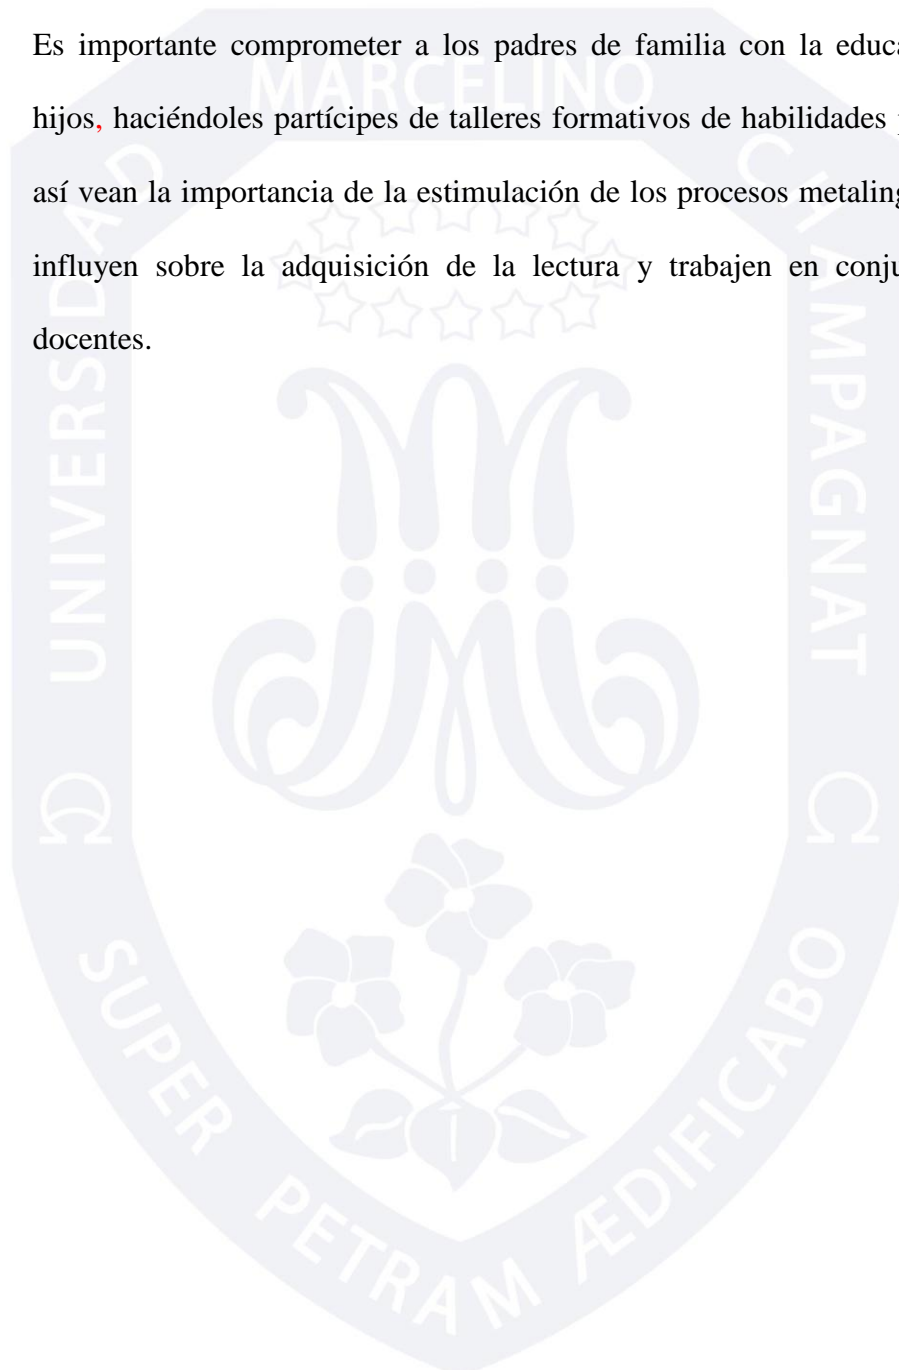 Es importante comprometer a los padres de familia con la educa
hijos, haciéndoles partícipes de talleres formativos de habilidades
así vean la importancia de la estimulación de los procesos metaling
influyen sobre la adquisición de la lectura y trabajen en conju
docentes.
MARCELINO
CHAMPAGNAT
UNIVERSIDAD
SUPER PETRAM ÆDIFICABO